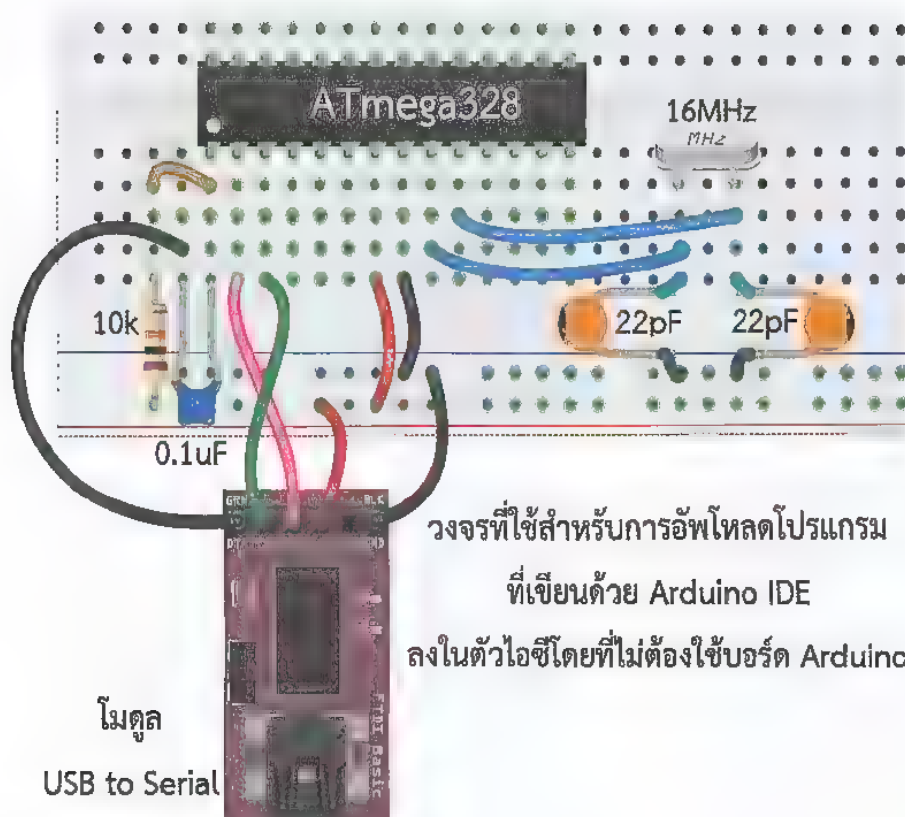 ATmega328
16MHz
MHz
10k
22pF
22pF
0.1uF
BLK
วงจรที่ใช้สำหรับการอัพโหลดโปรแกรม
ที่เขียนด้วย Arduino IDE
ลงในตัวไอซีโดยที่ไม่ต้องใช้บอร์ด Arduino
FTDI Basic
โมดูล
USB to Serial